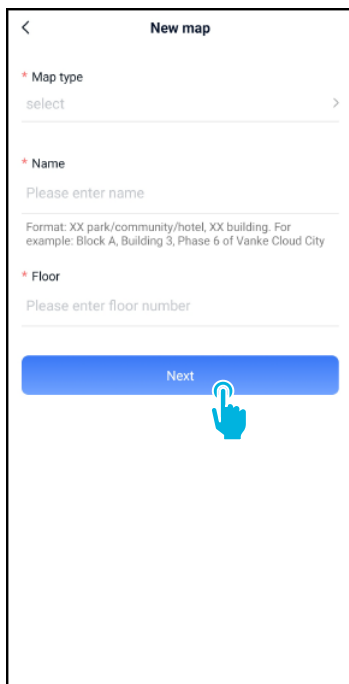 New map
* Map type
select
* Name
Please enter name
Format: XX park/community/hotel, XX building. For
example: Block A, Building 3, Phase 6 of Vanke Cloud City
* Floor
Please enter floor number
Next